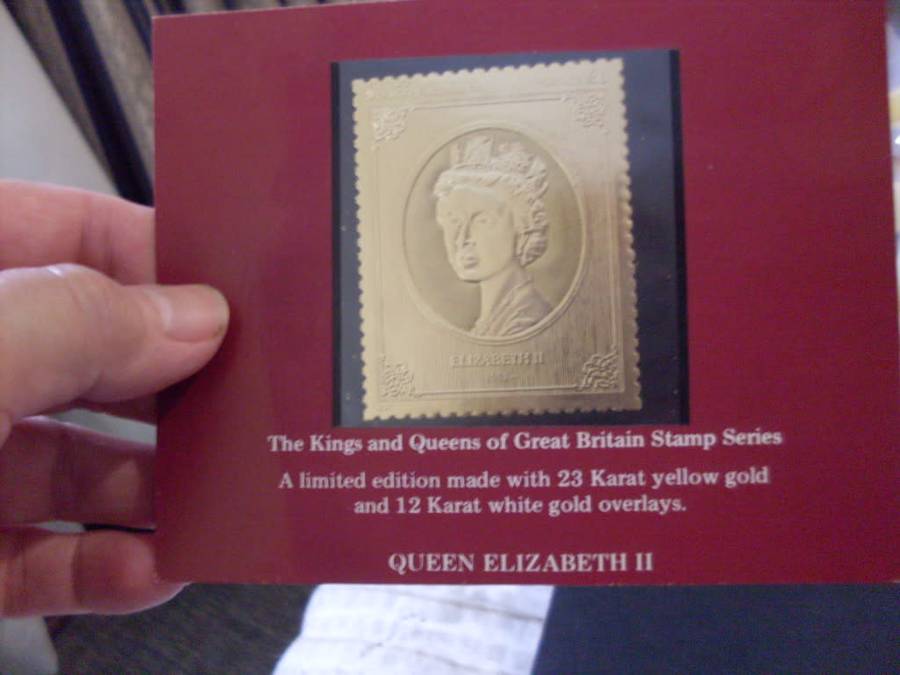 ELIZABETH II
The Kings and Queens of Great Britain Stamp Series
A limited edition made with 23 Karat yellow gold
and 12 Karat white gold overlays.
QUEEN ELIZABETH II